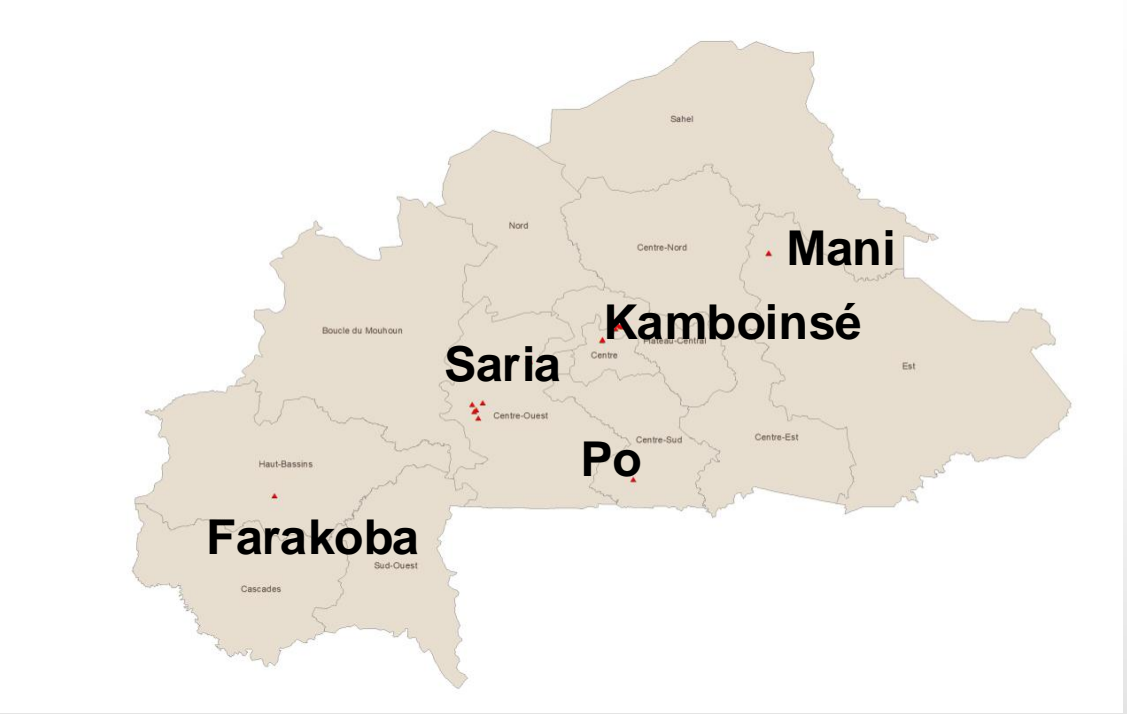 Sahel
Nord
Mani
Centre-Nord
Kamboinsé
Boucle du Mouhoun
Plateau-Central
Saria
Centre
Est
Centre-Ouest
Centre-Sud
Centre-Est
Po
Haut-Bassins
Farakoba
Sud-Ouest
Cascades